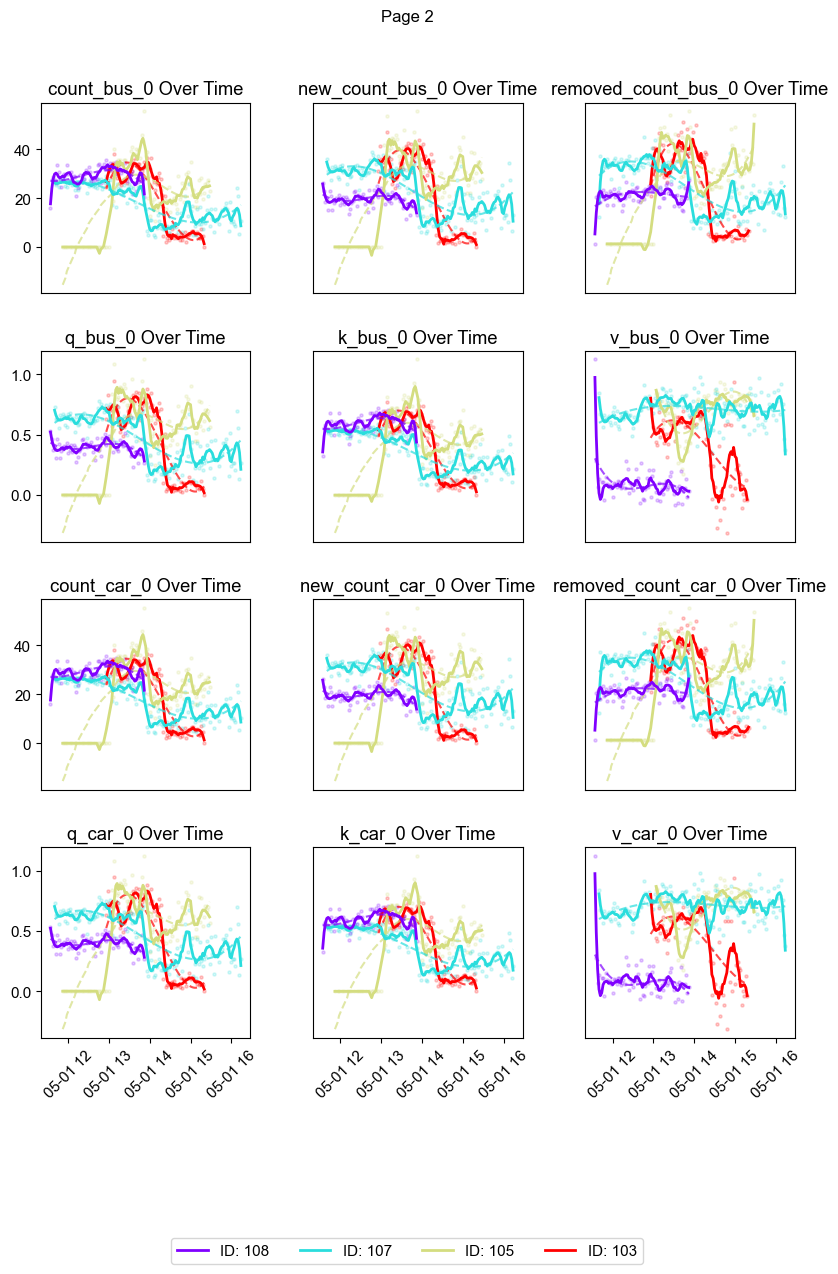 Page 2
count_bus_0 Over Time
new_count_bus_0 Over Time
removed_count_bus_0 Over Time
40
20
0
q_bus_0 Over Time
k_bus_0 Over Time
v_bus_0 Over Time
1.0
0.5
0.0
count_car_0 Over Time
new_count_car_0 Over Time
removed_count_car_0 Over Time
40
20
0
q_car_0 Over Time
k_car_0 Over Time
v_car_0 Over Time
1.0
0.5
0.0
05-01 12
05-01 13
05-01 14
05-01 15
05-01 16
05-01 12
05-01 13
05-01 14
05-01 15
05-01 16
05-01 12
05-01 13
05-01 14
05-01 15
05-01 16
ID: 108
ID: 107
ID: 105
ID: 103